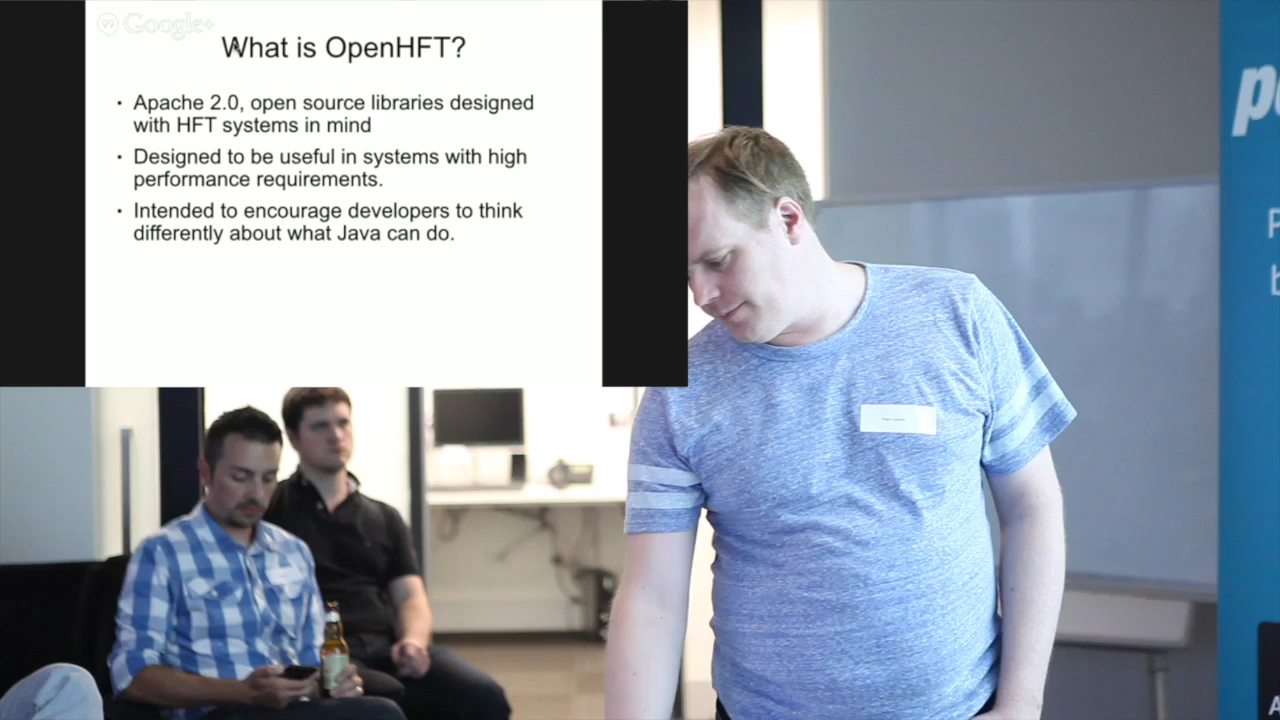 Google+
What is OpenHFT?
• Apache 2.0, open source libraries designed
with HFT systems in mind
• Designed to be useful in systems with high
performance requirements.
• Intended to encourage developers to think
differently about what Java can do.